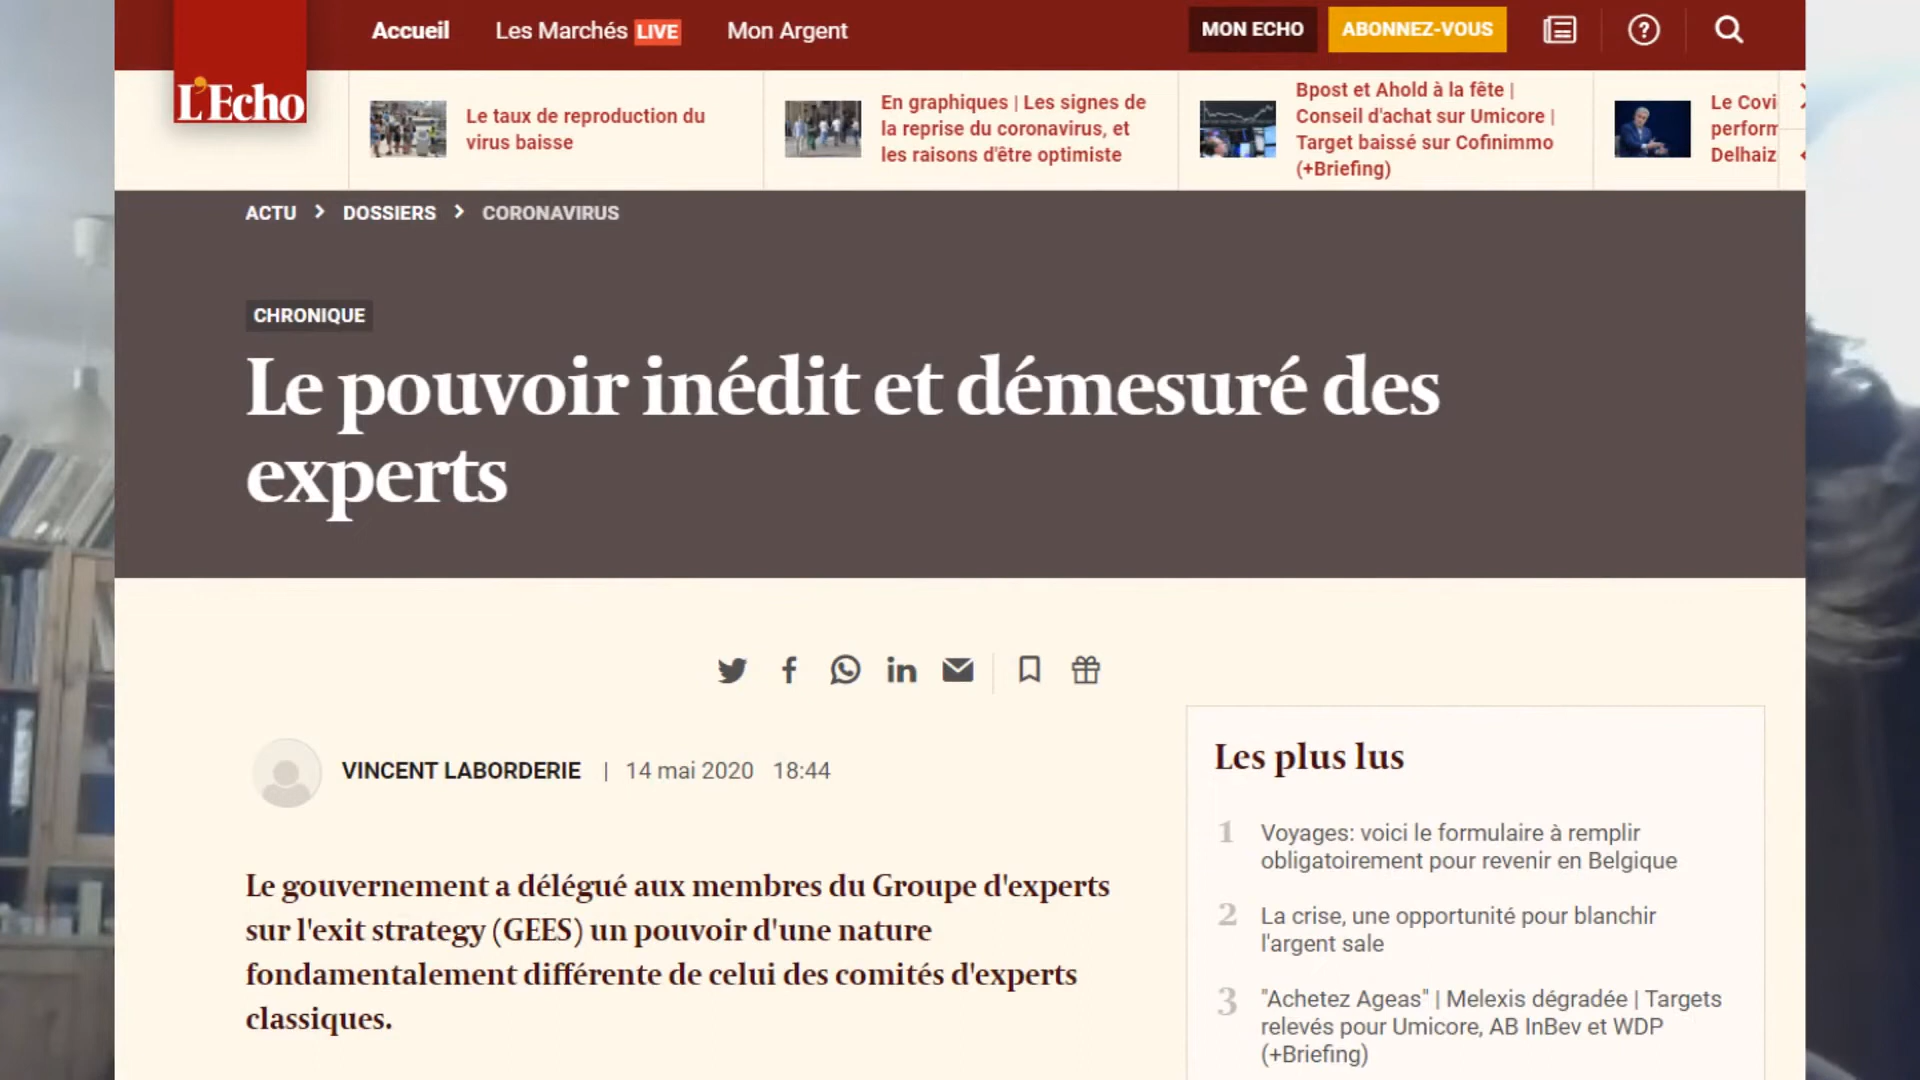 Accueil
Les Marchés LIVE
Mon Argent
MON ECHO
ABONNEZ-VOUS
L'Echo
Le taux de reproduction du
virus baisse
En graphiques | Les signes de
la reprise du coronavirus, et
les raisons d'être optimiste
Bpost et Ahold à la fête |
Conseil d'achat sur Umicore |
Target baissé sur Cofinimmo
(+Briefing)
Le Covi
perform
Delhaiz
ACTU > DOSSIERS > CORONAVIRUS
CHRONIQUE
Le pouvoir inédit et démesuré des
experts
VINCENT LABORDERIE | 14 mai 2020 18:44
Le gouvernement a délégué aux membres du Groupe d'experts
sur l'exit strategy (GEES) un pouvoir d'une nature
fondamentalement différente de celui des comités d'experts
classiques.
Les plus lus
1 Voyages: voici le formulaire à remplir
obligatoirement pour revenir en Belgique
2 La crise, une opportunité pour blanchir
l'argent sale
3 "Achetez Ageas" | Melexis dégradée | Targets
relevés pour Umicore, AB InBev et WDP
(+Briefing)